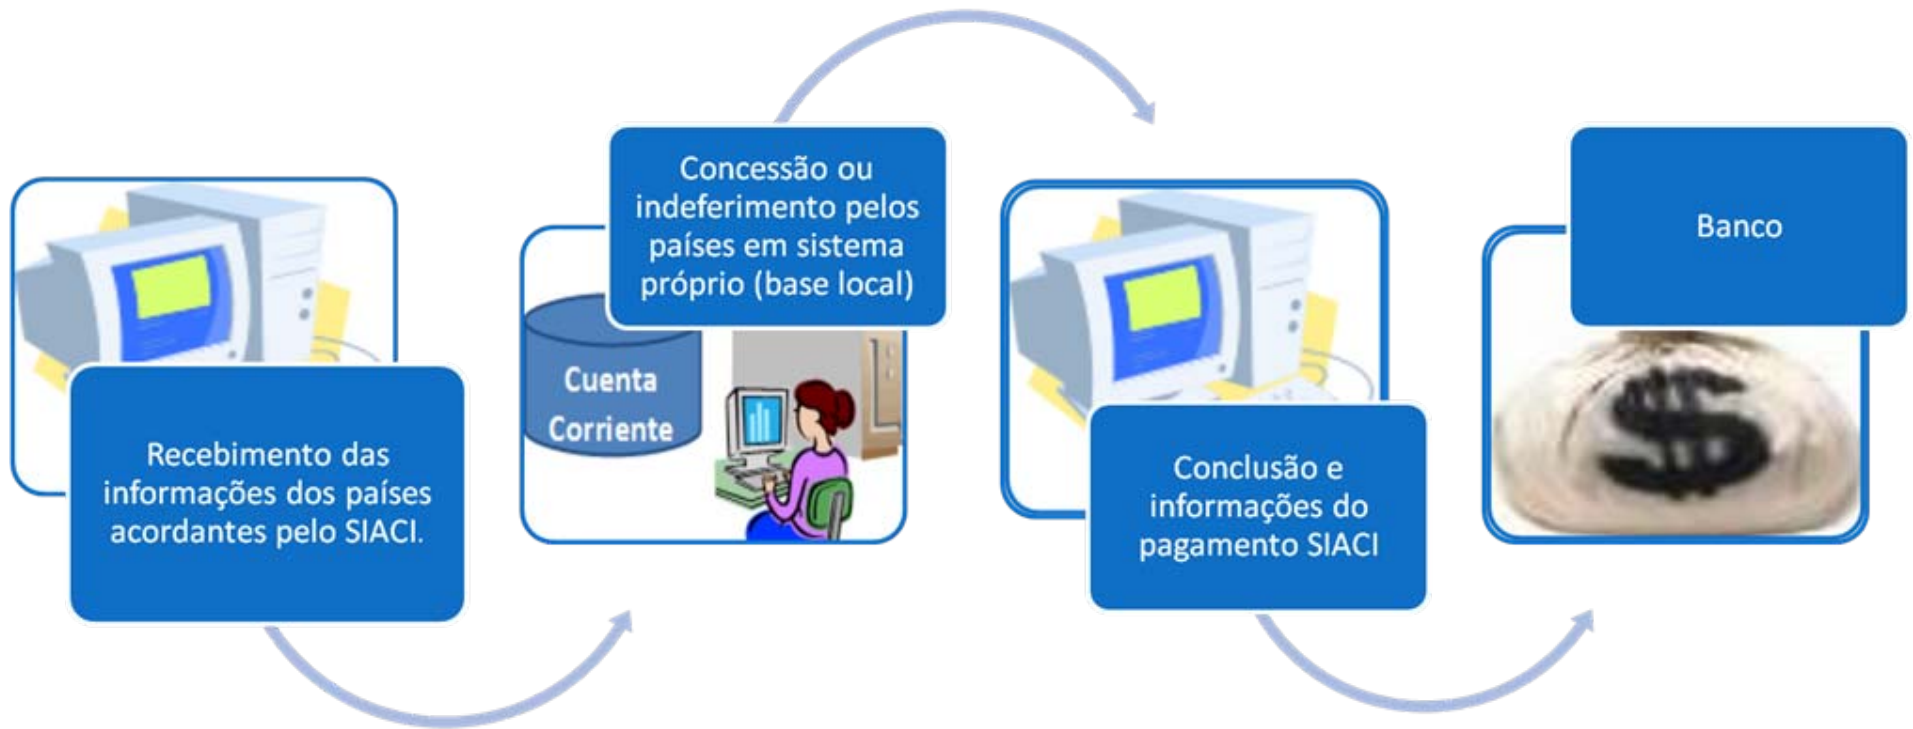 Recebimento das
informações dos países
acordantes pelo SIACI.
Concessão ou
indeferimento pelos
países em sistema
próprio (base local)
Cuenta
Corriente
Conclusão e
informações do
pagamento SIACI
Banco
$